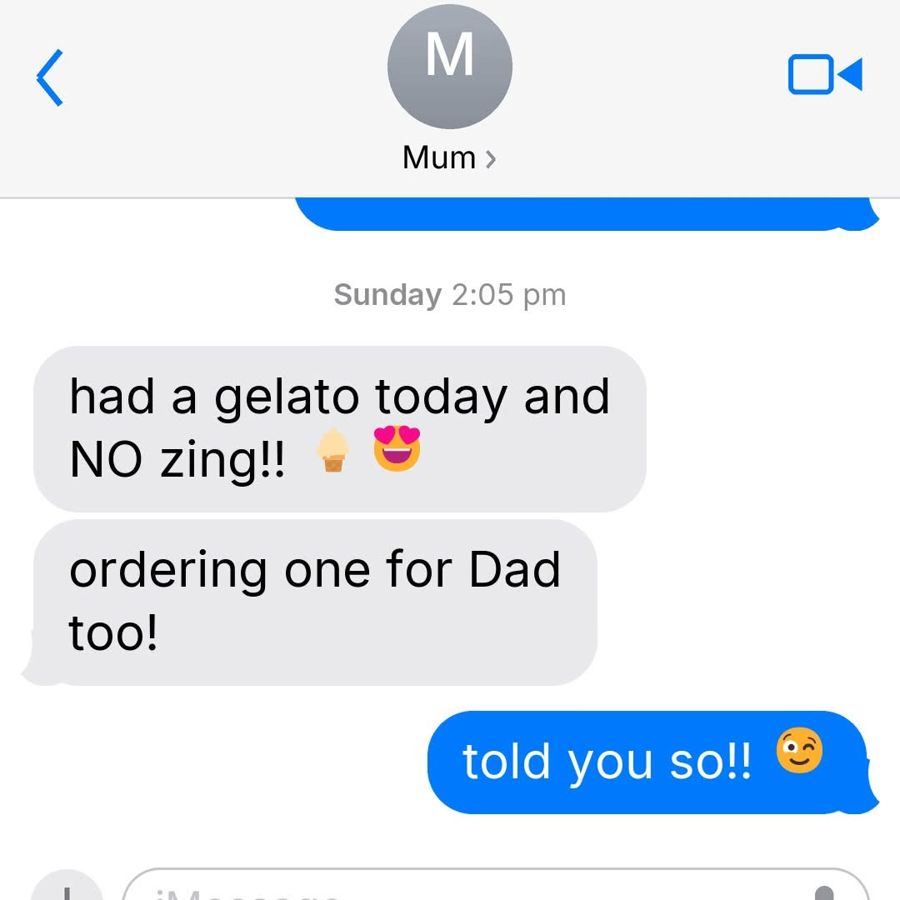 M
Mum
Sunday 2:05 pm
had a gelato today and
NO zing!! 🍦 😍
ordering one for Dad
too!
told you so!! 😉
iMessage